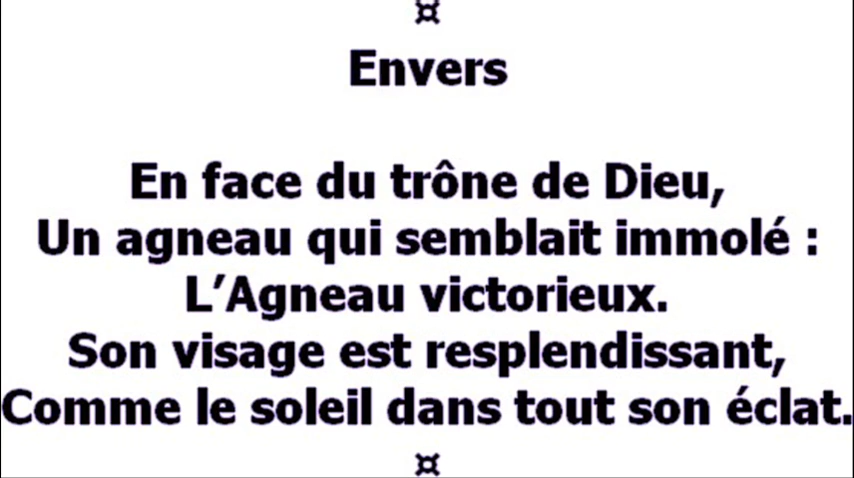 ¤
Envers
En face du trône de Dieu,
Un agneau qui semblait immolé :
L’Agneau victorieux.
Son visage est resplendissant,
Comme le soleil dans tout son éclat.
¤